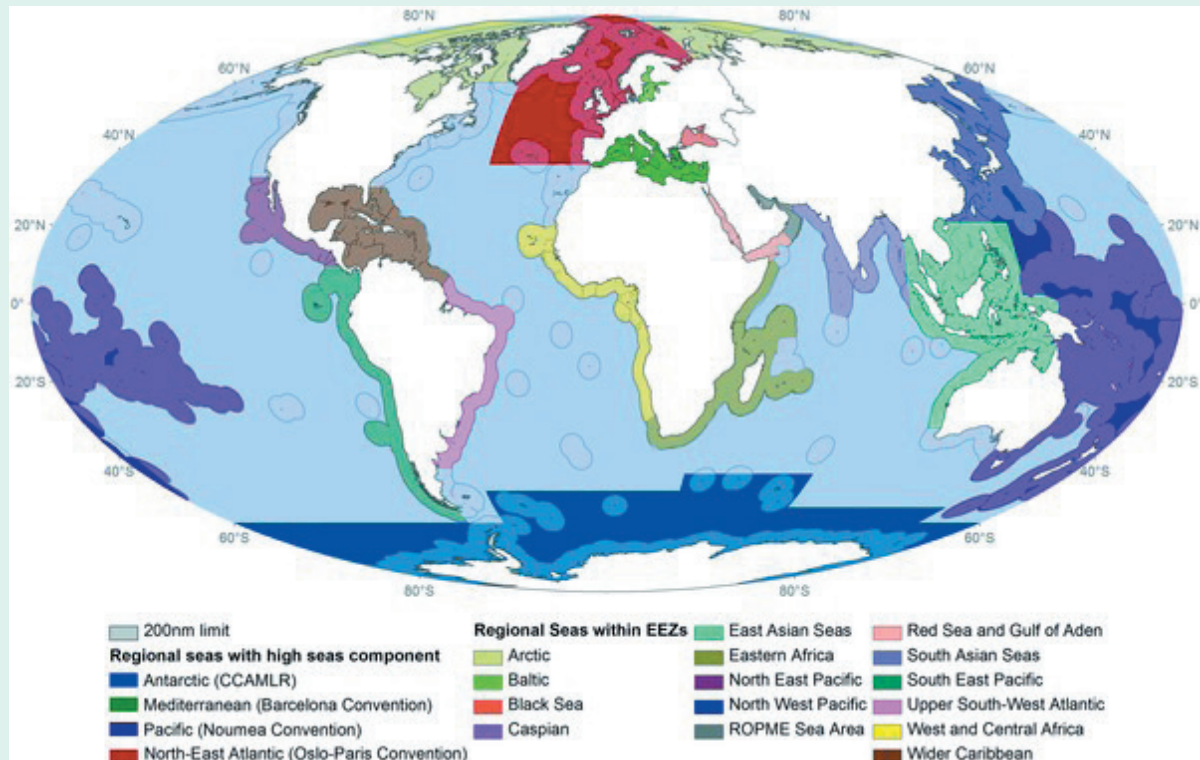 80°N 80°N
60°N 60°N
40°N 40°N
20°N 20°N
0° 0°
20°S 20°S
40°S 40°S
60°S 60°S
80°S 80°S
200nm limit
Regional seas with high seas component
Antarctic (CCAMLR)
Mediterranean (Barcelona Convention)
Pacific (Noumea Convention)
North-East Atlantic (Oslo-Paris Convention)
Regional Seas within EEZs
Arctic
Baltic
Black Sea
Caspian
East Asian Seas
Eastern Africa
North East Pacific
North West Pacific
ROPME Sea Area
Red Sea and Gulf of Aden
South Asian Seas
South East Pacific
Upper South-West Atlantic
West and Central Africa
Wider Caribbean